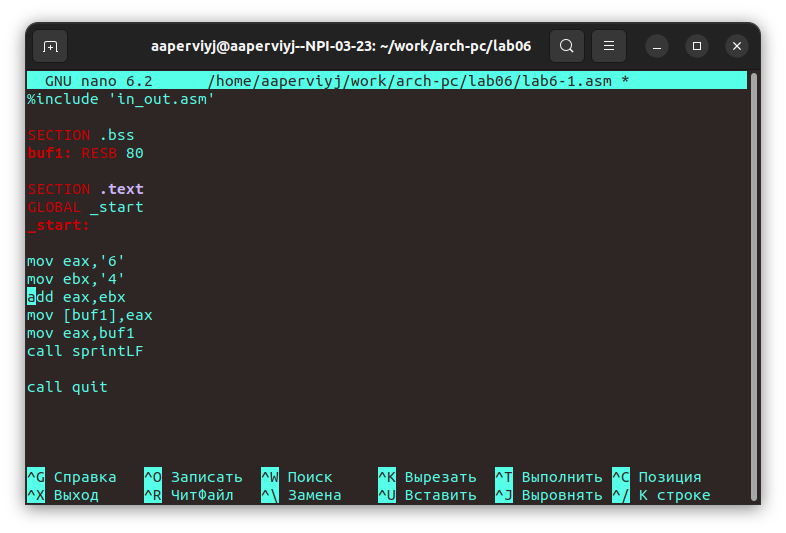 aaperviyj@aaperviyj--NPI-03-23: ~/work/arch-pc/lab06
GNU nano 6.2 /home/aaperviyj/work/arch-pc/lab06/lab6-1.asm *
%include 'in_out.asm'
SECTION .bss
buf1: RESB 80
SECTION .text
GLOBAL _start
_start:
mov eax,'6'
mov ebx,'4'
add eax,ebx
mov [buf1],eax
mov eax,buf1
call sprintLF
call quit
^G Справка ^O Записать ^W Поиск ^K Вырезать ^T Выполнить ^C Позиция
^X Выход ^R ЧитФайл ^\ Замена ^U Вставить ^J Выровнять ^/ К строке